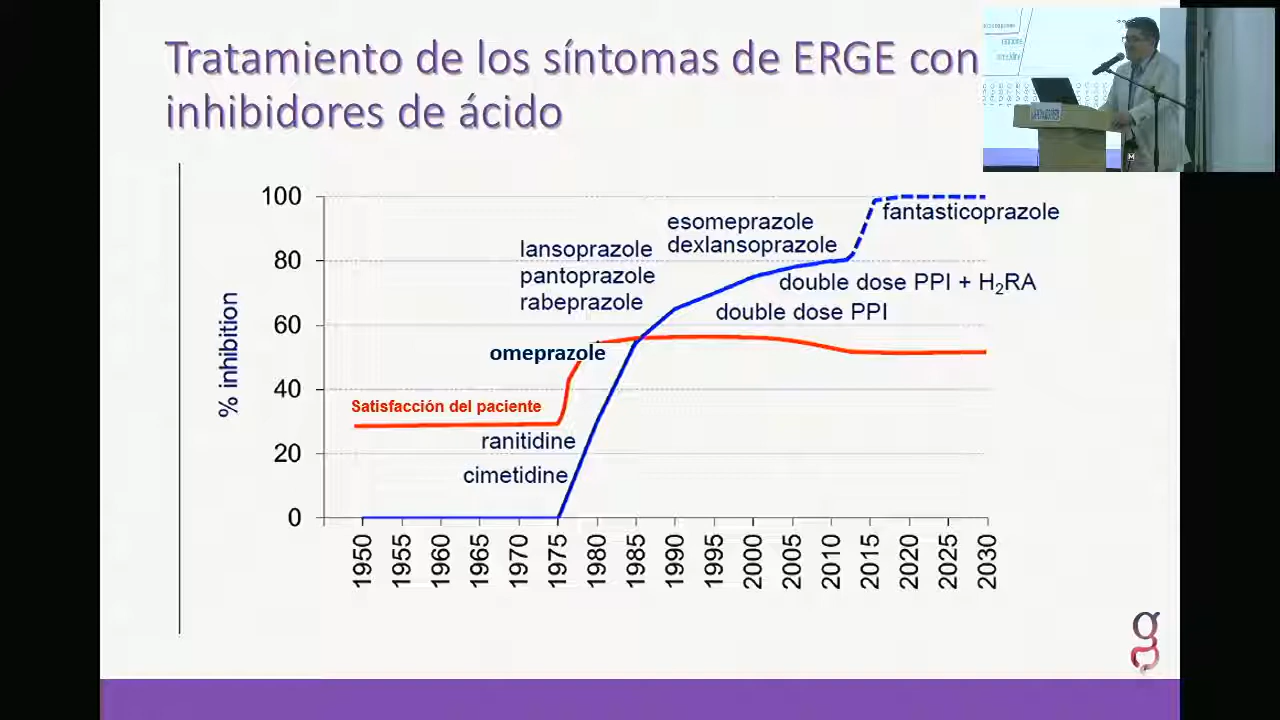 Tratamiento de los síntomas de ERGE con
inhibidores de ácido
% inhibition
100
80
60
40
20
0
esomeprazole
dexlansoprazole
fantasticoprazole
lansoprazole
pantoprazole
rabeprazole
double dose PPI + H₂RA
double dose PPI
omeprazole
Satisfacción del paciente
ranitidine
cimetidine
1950
1955
1960
1965
1970
1975
1980
1985
1990
1995
2000
2005
2010
2015
2020
2025
2030
g
M